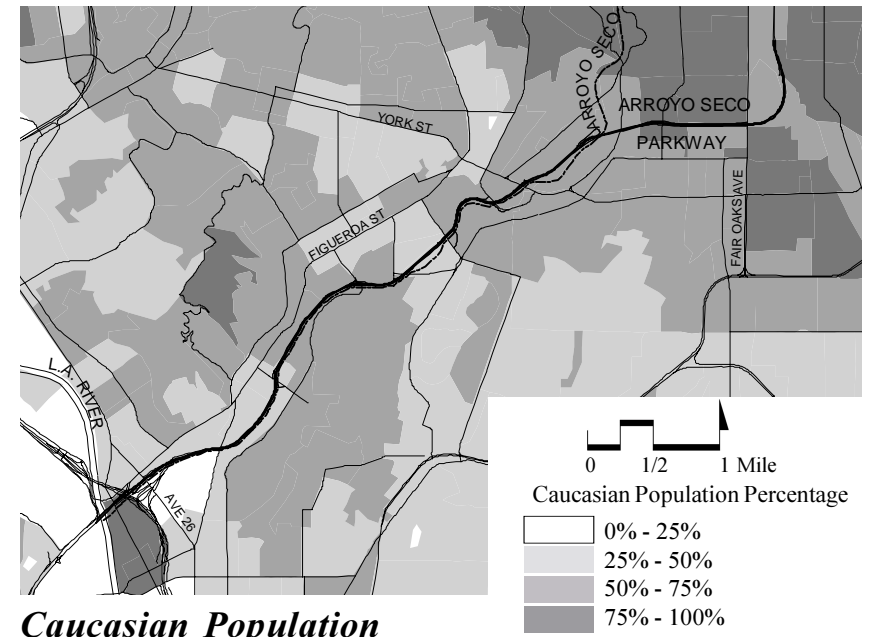 ARROYO SECO
ARROYO SECO
PARKWAY
YORK ST
FAIR OAKS AVE
FIGUEROA ST
L.A. RIVER
AVE 26
0 1/2 1 Mile
Caucasian Population Percentage
0% - 25%
25% - 50%
50% - 75%
75% - 100%
Caucasian Population